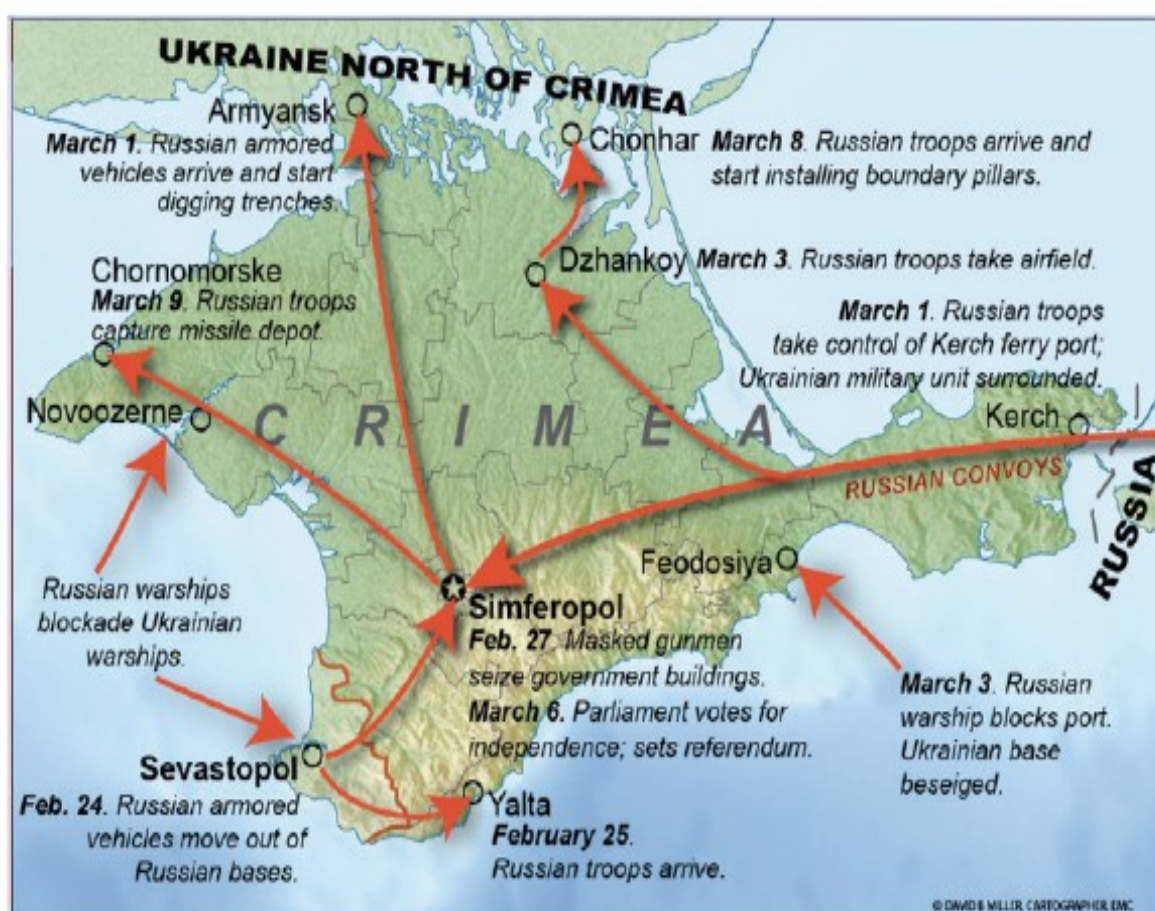 UKRAINE NORTH OF CRIMEA
Armyansk
March 1. Russian armored
vehicles arrive and start
digging trenches.
Chonhar
March 8. Russian troops arrive and
start installing boundary pillars.
Chornomorske
March 9. Russian troops
capture missile depot.
Dzhankoy
March 3. Russian troops take airfield.
March 1. Russian troops
take control of Kerch ferry port;
Ukrainian military unit surrounded.
Novoozerne
CRIMEA
Kerch
RUSSIAN CONVOYS
RUSSIA
Russian warships
blockade Ukrainian
warships.
Feodosiya
Simferopol
Feb. 27. Masked gunmen
seize government buildings.
March 6. Parliament votes for
independence; sets referendum.
March 3. Russian
warship blocks port.
Ukrainian base
beseiged.
Sevastopol
Feb. 24. Russian armored
vehicles move out of
Russian bases.
Yalta
February 25.
Russian troops arrive.
© DAVID B MILLER, CARTOGRAPHER, EMC